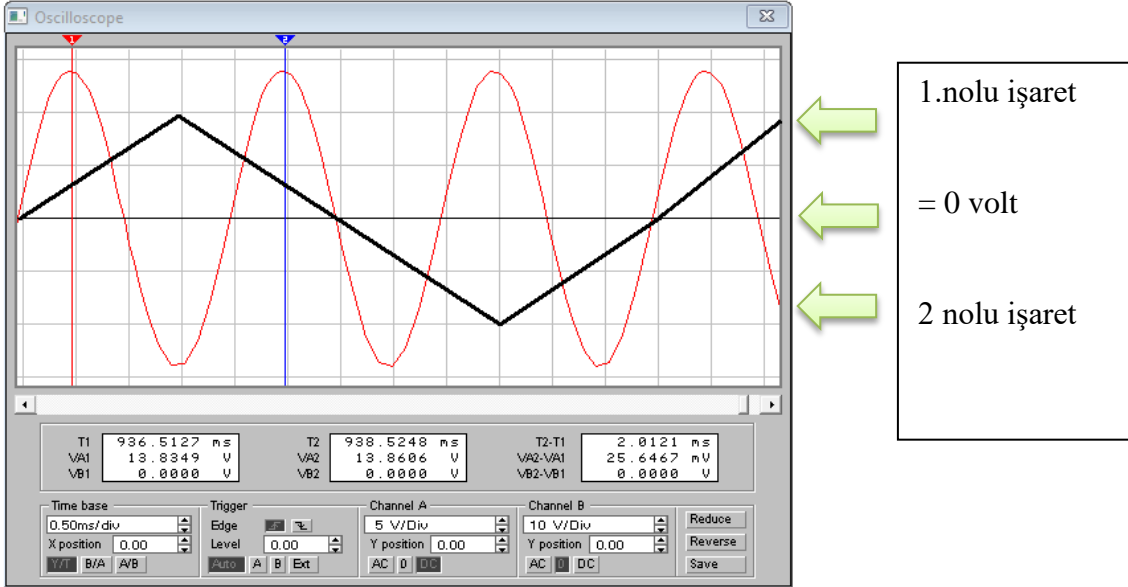 Oscilloscope
1
2
1.nolu işaret
= 0 volt
2 nolu işaret
T1 936.5127 ms T2 938.5248 ms T2-T1 2.0121 ms
VA1 13.8349 V VA2 13.8606 V VA2-VA1 25.6467 mV
VB1 0.0000 V VB2 0.0000 V VB2-VB1 0.0000 V
Time base Trigger Channel A Channel B
0.50ms/div Edge 5 V/Div 10 V/Div Reduce
X position 0.00 Level 0.00 Y position 0.00 Y position 0.00 Reverse
Y/T B/A A/B Auto A B Ext AC 0 DC AC 0 DC Save